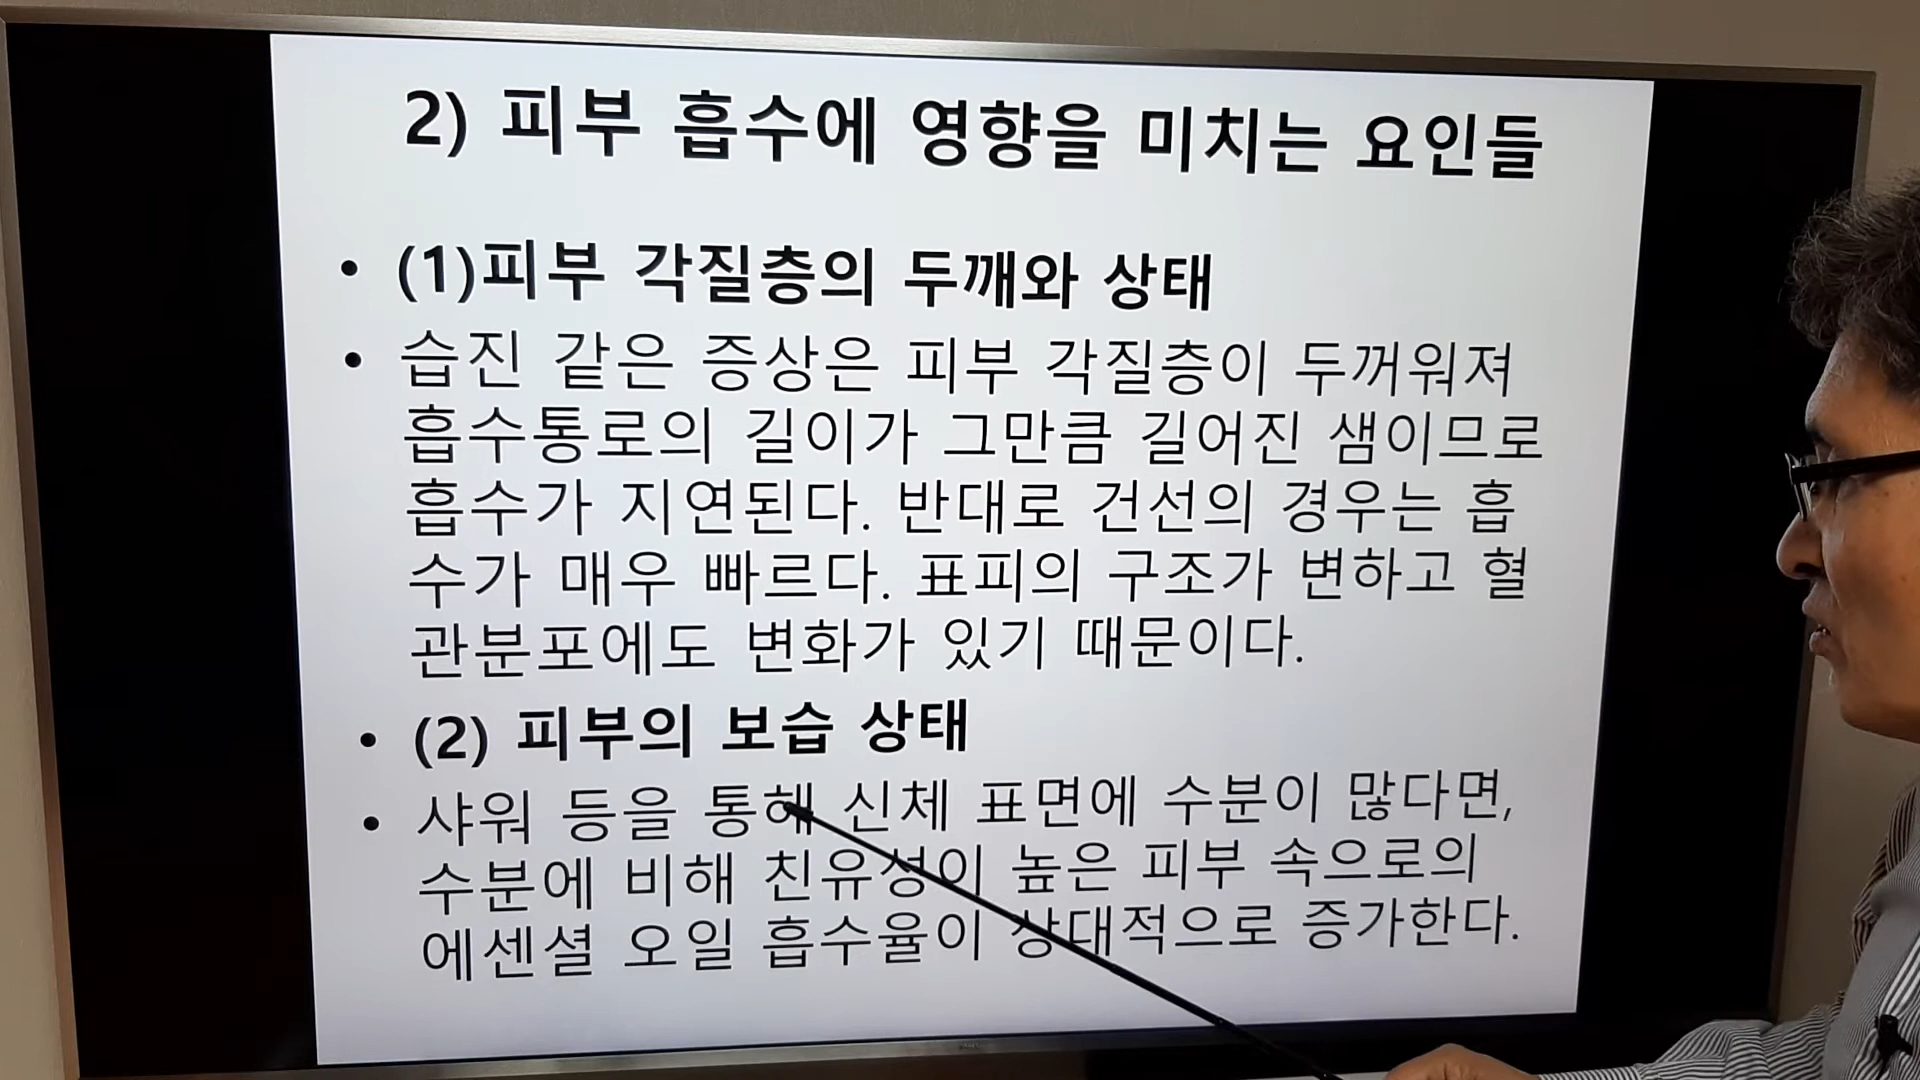 2) 피부 흡수에 영향을 미치는 요인들
• (1)피부 각질층의 두깨와 상태
• 습진 같은 증상은 피부 각질층이 두꺼워져
흡수통로의 길이가 그만큼 길어진 샘이므로
흡수가 지연된다. 반대로 건선의 경우는 흡
수가 매우 빠르다. 표피의 구조가 변하고 혈
관분포에도 변화가 있기 때문이다.
• (2) 피부의 보습 상태
• 샤워 등을 통해 신체 표면에 수분이 많다면,
수분에 비해 친유성이 높은 피부 속으로의
에센셜 오일 흡수율이 상대적으로 증가한다.